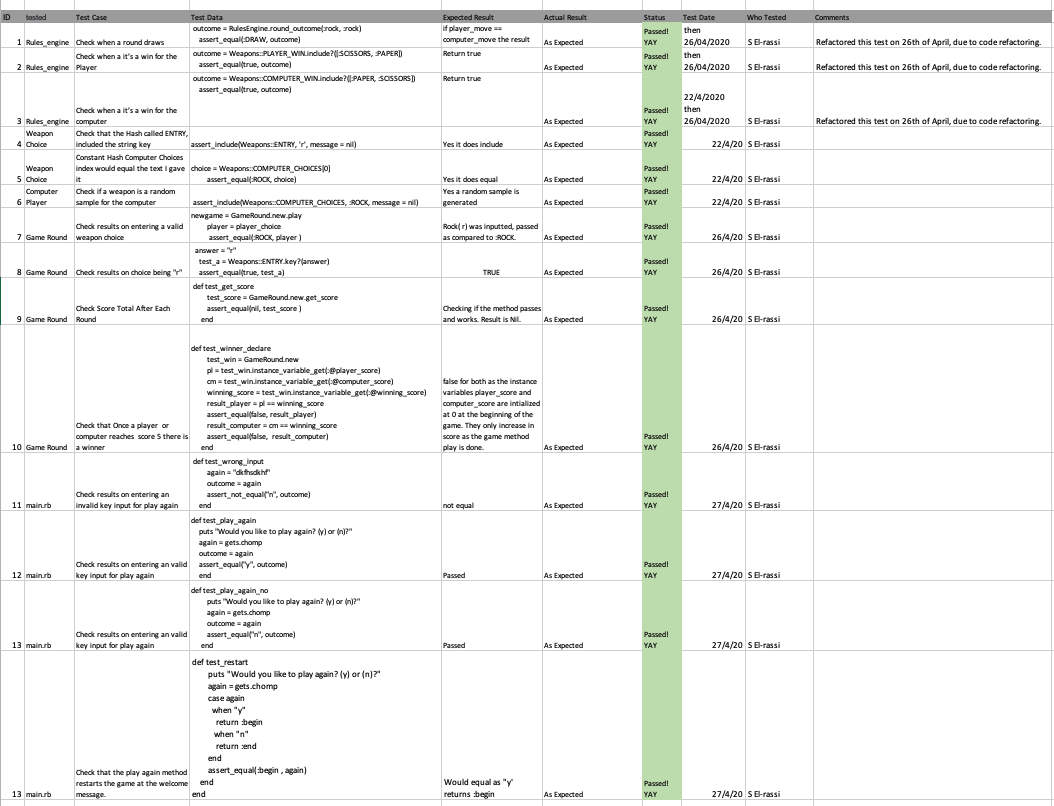 ID tested Test Case Test Data Expected Result Actual Result Status Test Date Who Tested Comments
outcome = RulesEngine.round_outcome(:rock, :rock) if player_move == then
1 Rules_engine Check when a round draws assert_equal(:DRAW, outcome) computer_move the result As Expected Passed! YAY 26/04/2020 S El-rassi Refactored this test on 26th of April, due to code refactoring.
Check when a it's a win for the outcome = Weapons::PLAYER_WIN.include?([:SCISSORS, :PAPER]) Return true Passed! then
2 Rules_engine Player assert_equal(true, outcome) As Expected YAY 26/04/2020 S El-rassi Refactored this test on 26th of April, due to code refactoring.
outcome = Weapons::COMPUTER_WIN.include?([:PAPER, :SCISSORS) Return true
assert_equal(true, outcome)
22/4/2020
Check when a it's a win for the Passed! then
3 Rules_engine computer As Expected YAY 26/04/2020 S El-rassi Refactored this test on 26th of April, due to code refactoring.
Weapon Check that the Hash called ENTRY, Passed!
4 Choice included the string key assert_include(Weapons::ENTRY, 'r', message = nil) Yes it does include As Expected YAY 22/4/20 S El-rassi
Constant Hash Computer Choices
Weapon index would equal the text I gave choice = Weapons::COMPUTER_CHOICES[0] Passed!
5 Choice it assert_equal(:ROCK, choice) Yes it does equal As Expected YAY 22/4/20 S El-rassi
Computer Check if a weapon is a random Yes a random sample is Passed!
6 Player sample for the computer assert_include(Weapons::COMPUTER_CHOICES, :ROCK, message = nil) generated As Expected YAY 22/4/20 S El-rassi
newgame = GameRound.new.play
Check results on entering a valid player = player_choice Rock( r) was inputted, passed Passed!
7 Game Round weapon choice assert_equal(:ROCK, player ) as compared to :ROCK. As Expected YAY 26/4/20 S El-rassi
answer = "r"
test_a = Weapons::ENTRY.key?(answer) Passed!
8 Game Round Check results on choice being "r" assert_equal(true, test_a) TRUE As Expected YAY 26/4/20 S El-rassi
def test_get_score
test_score = GameRound.new.get_score
Check Score Total After Each assert_equal(nil, test_score ) Checking if the method passes Passed!
9 Game Round Round end and works. Result is Nil. As Expected YAY 26/4/20 S El-rassi
def test_winner_declare
test_win = GameRound.new
pl = test_win.instance_variable_get(:@player_score)
cm = test_win.instance_variable_get(:@computer_score) false for both as the instance
winning_score = test_win.instance_variable_get(:@winning_score) variables player_score and
result_player = pl == winning_score computer_score are intialized
assert_equal(false, result_player) at 0 at the beginning of the
Check that Once a player or result_computer = cm == winning_score game. They only increase in
computer reaches score 5 there is assert_equal(false, result_computer) score as the game method Passed!
10 Game Round a winner end play is done. As Expected YAY 26/4/20 S El-rassi
def test_wrong_input
again = "dkfhsdkhf"
outcome = again
Check results on entering an assert_not_equal("n", outcome) Passed!
11 main.rb invalid key input for play again end not equal As Expected YAY 27/4/20 S El-rassi
def test_play_again
puts "Would you like to play again? (y) or (n)?"
again = gets.chomp
outcome = again
Check results on entering an valid assert_equal("y", outcome) Passed!
12 main.rb key input for play again end Passed As Expected YAY 27/4/20 S El-rassi
def test_play_again_no
puts "Would you like to play again? (y) or (n)?"
again = gets.chomp
outcome = again
Check results on entering an valid assert_equal("n", outcome) Passed!
13 main.rb key input for play again end Passed As Expected YAY 27/4/20 S El-rassi
def test_restart
puts "Would you like to play again? (y) or (n)?"
again = gets.chomp
case again
when "y"
return :begin
when "n"
return :end
end
Check that the play again method assert_equal(:begin , again)
restarts the game at the welcome end Would equal as "y' Passed!
13 main.rb message. end returns :begin As Expected YAY 27/4/20 S El-rassi